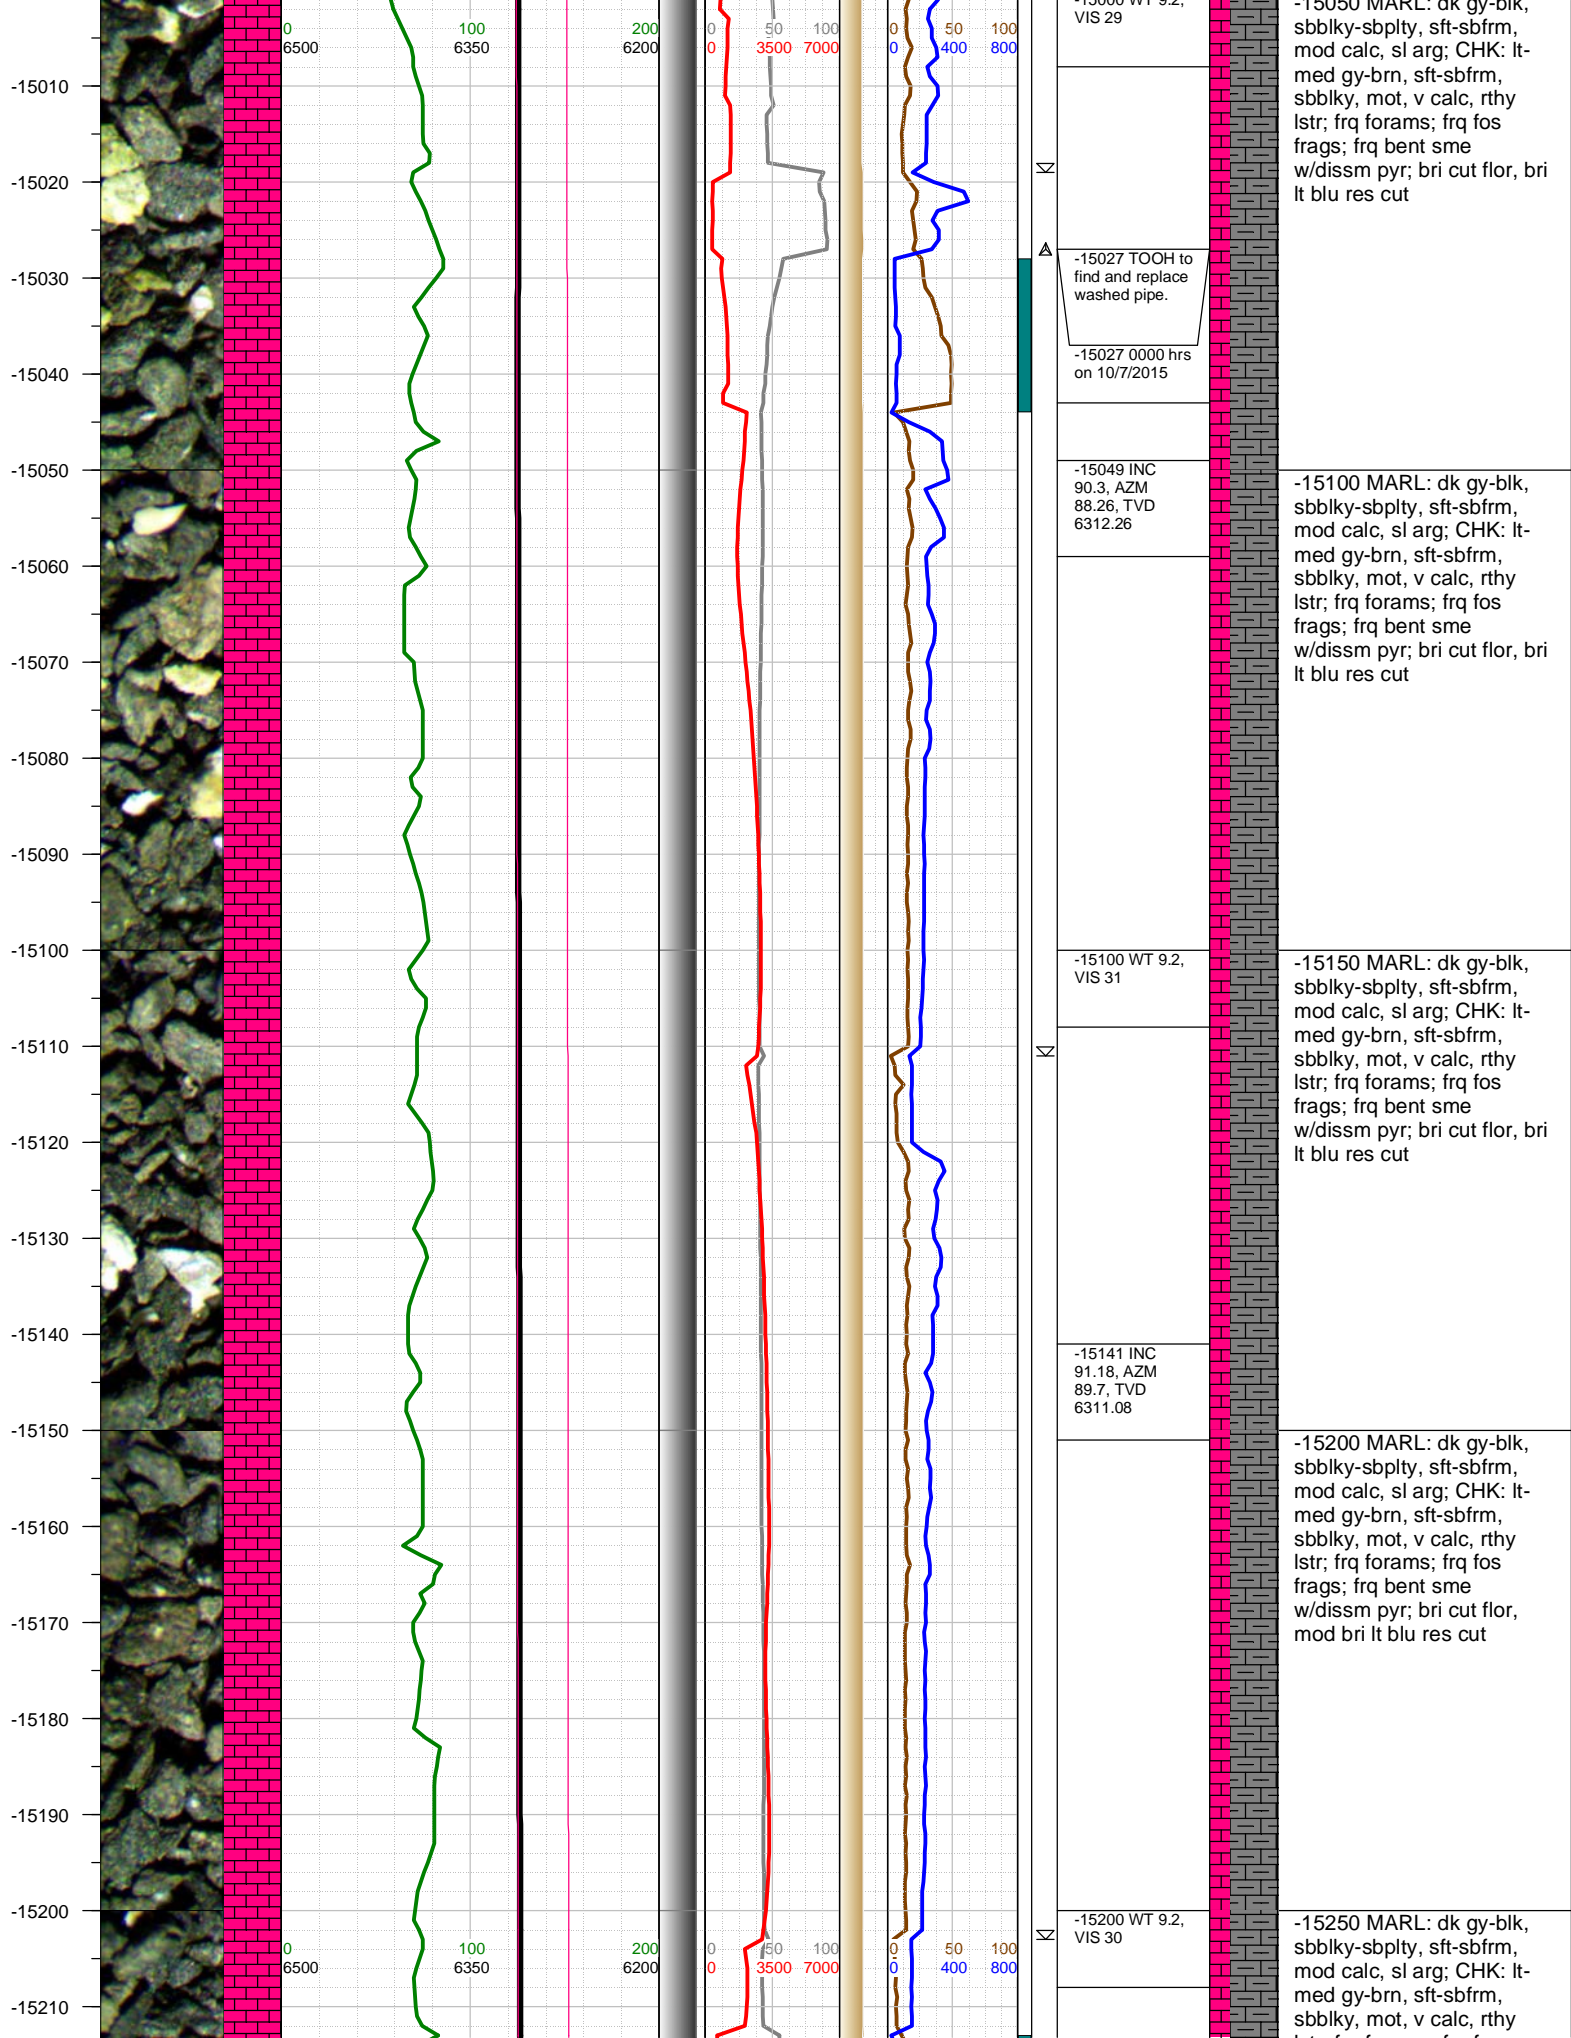 0 100 200
6500 6350 6200
0 50 100
0 3500 7000
0 50 100
0 400 800
-15000 WT 9.2,
VIS 29
-15050 MARL: dk gy-blk,
sbblky-sbplty, sft-sbfrm,
mod calc, sl arg; CHK: lt-
med gy-brn, sft-sbfrm,
sbblky, mot, v calc, rthy
lstr; frq forams; frq fos
frags; frq bent sme
w/dissm pyr; bri cut flor, bri
lt blu res cut
-15010
-15020
-15030
-15027 TOOH to
find and replace
washed pipe.
-15027 0000 hrs
on 10/7/2015
-15040
-15050
-15049 INC
90.3, AZM
88.26, TVD
6312.26
-15100 MARL: dk gy-blk,
sbblky-sbplty, sft-sbfrm,
mod calc, sl arg; CHK: lt-
med gy-brn, sft-sbfrm,
sbblky, mot, v calc, rthy
lstr; frq forams; frq fos
frags; frq bent sme
w/dissm pyr; bri cut flor, bri
lt blu res cut
-15060
-15070
-15080
-15090
-15100
-15100 WT 9.2,
VIS 31
-15150 MARL: dk gy-blk,
sbblky-sbplty, sft-sbfrm,
mod calc, sl arg; CHK: lt-
med gy-brn, sft-sbfrm,
sbblky, mot, v calc, rthy
lstr; frq forams; frq fos
frags; frq bent sme
w/dissm pyr; bri cut flor, bri
lt blu res cut
-15110
-15120
-15130
-15140
-15141 INC
91.18, AZM
89.7, TVD
6311.08
-15150
-15200 MARL: dk gy-blk,
sbblky-sbplty, sft-sbfrm,
mod calc, sl arg; CHK: lt-
med gy-brn, sft-sbfrm,
sbblky, mot, v calc, rthy
lstr; frq forams; frq fos
frags; frq bent sme
w/dissm pyr; bri cut flor,
mod bri lt blu res cut
-15160
-15170
-15180
-15190
-15200
-15200 WT 9.2,
VIS 30
-15250 MARL: dk gy-blk,
sbblky-sbplty, sft-sbfrm,
mod calc, sl arg; CHK: lt-
med gy-brn, sft-sbfrm,
sbblky, mot, v calc, rthy
0 100 200
6500 6350 6200
0 50 100
0 3500 7000
0 50 100
0 400 800
-15210